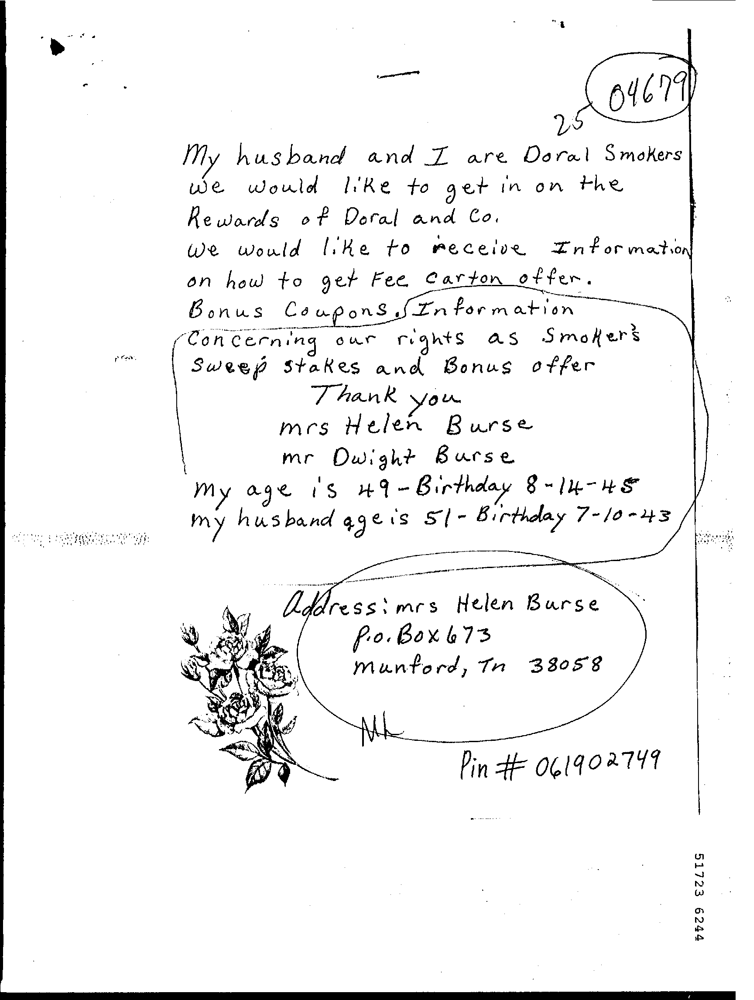 04679
25
My husband and I are Doral Smokers
we would like to get in on the
Rewards of Doral and Co.
We would like to receive Information
on how to get Fee Carton offer.
Bonus Coupons. Information
Concerning our rights as Smoker's
Sweep stakes and Bonus offer
Thank you
mrs Helen Burse
mr Dwight Burse
my age is 49 - Birthday 8-14-45
my husband age is 51 - Birthday 7-10-43
Address: mrs Helen Burse
P.O. Box 673
munford, Tn 38058
Pin # 061902749
51723 6244